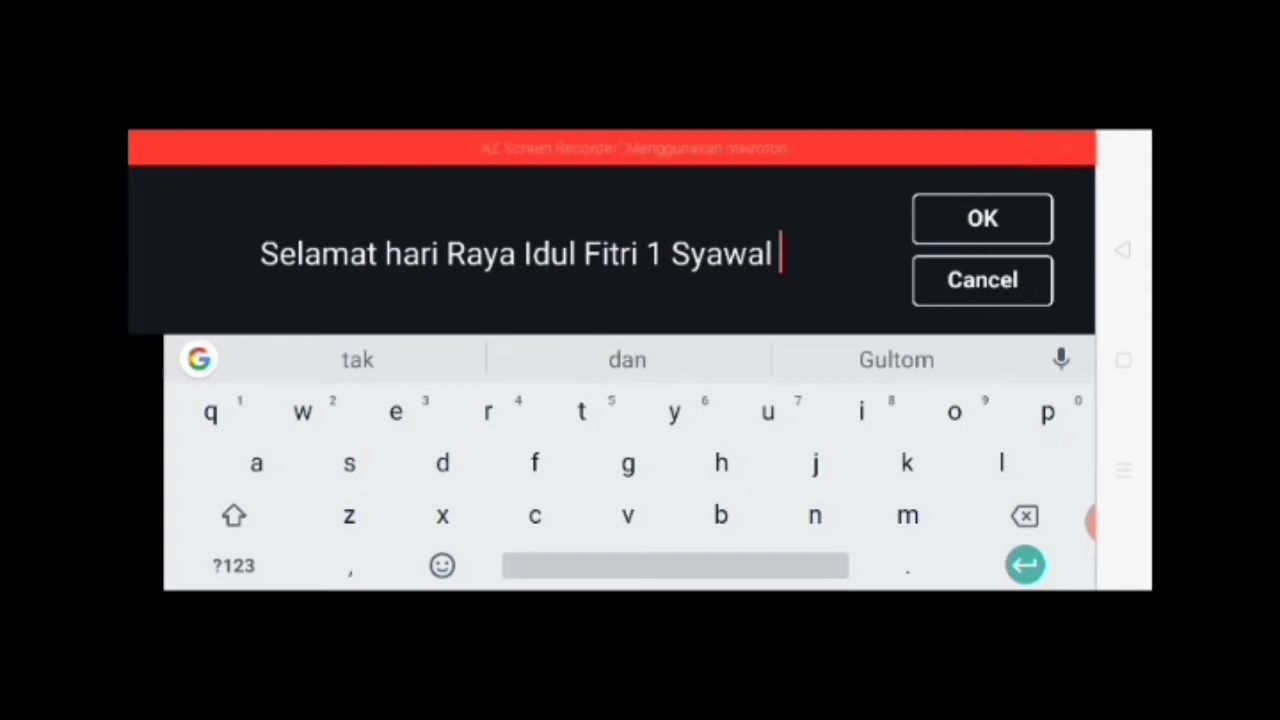 AZ Screen Recorder Menggunakan mikrofon
Selamat hari Raya Idul Fitri 1 Syawal
OK
Cancel
G tak dan Gultom
q 1 w 2 e 3 r 4 t 5 y 6 u 7 i 8 o 9 p 0
a s d f g h j k l
z x c v b n m
?123 , .